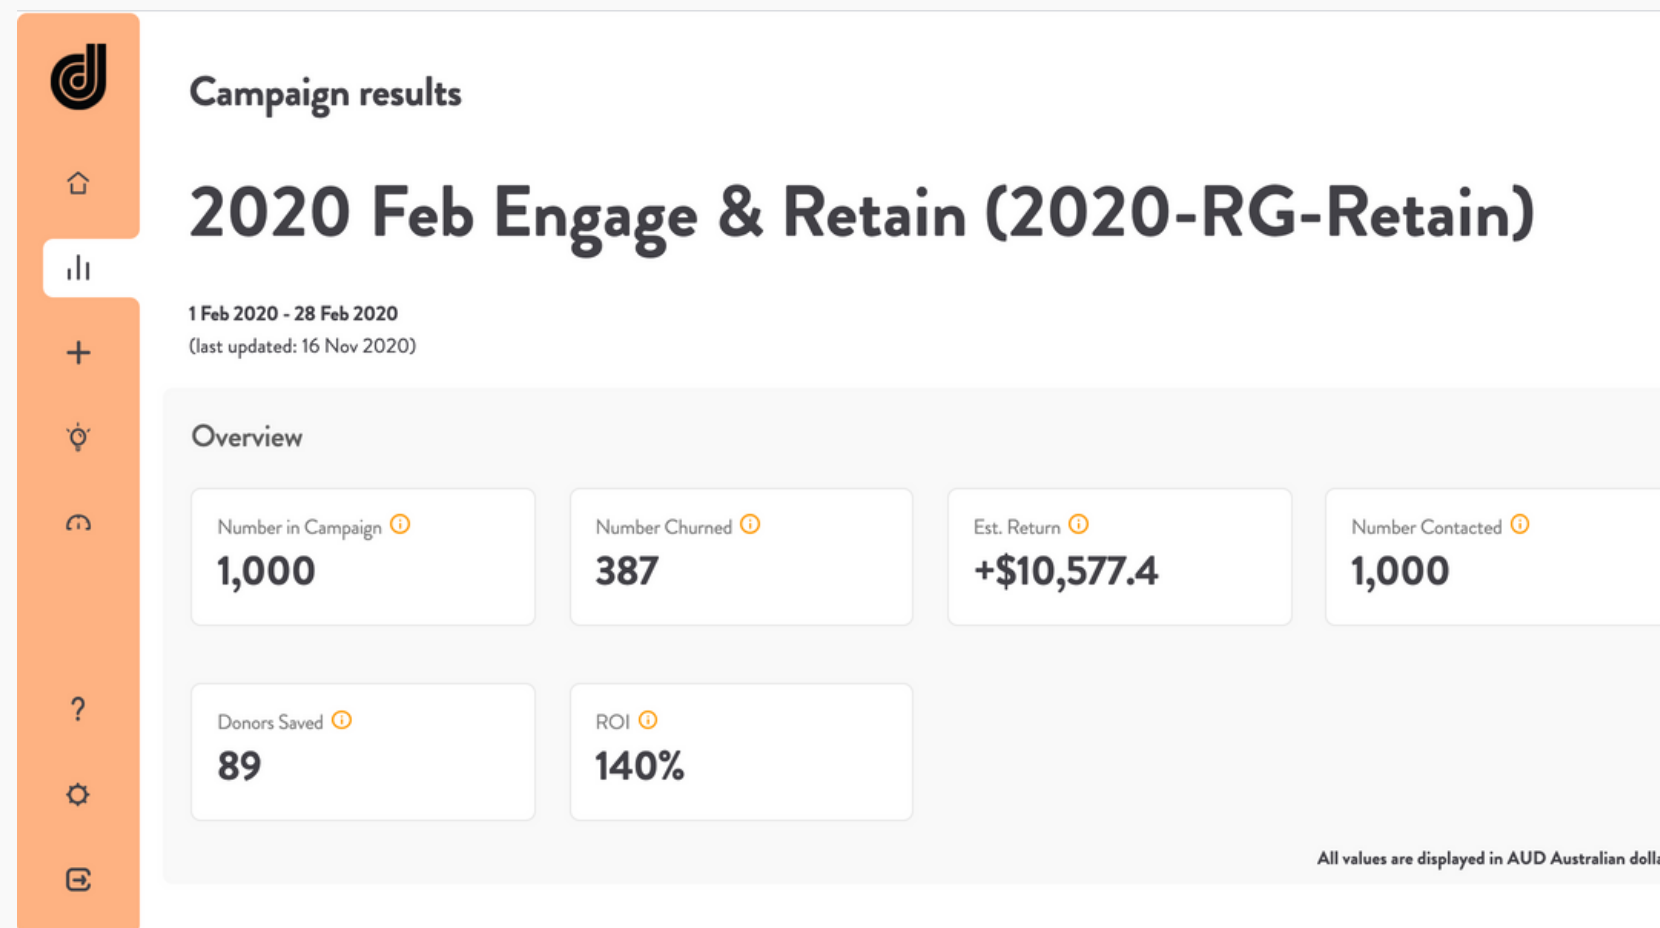 Campaign results
2020 Feb Engage & Retain (2020-RG-Retain)
1 Feb 2020 - 28 Feb 2020
(last updated: 16 Nov 2020)
Overview
Number in Campaign
1,000
Number Churned
387
Est. Return
+$10,577.4
Number Contacted
1,000
Donors Saved
89
ROI
140%
?
All values are displayed in AUD Australian